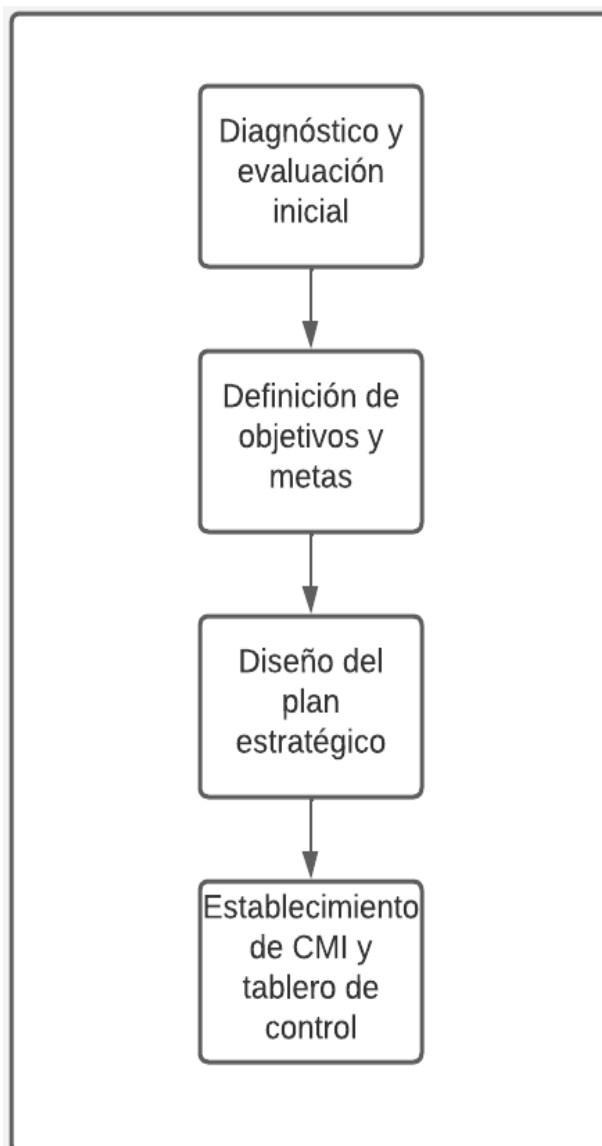 Diagnóstico y
evaluación
inicial
Definición de
objetivos y
metas
Diseño del
plan
estratégico
Establecimiento
de CMI y
tablero de
control